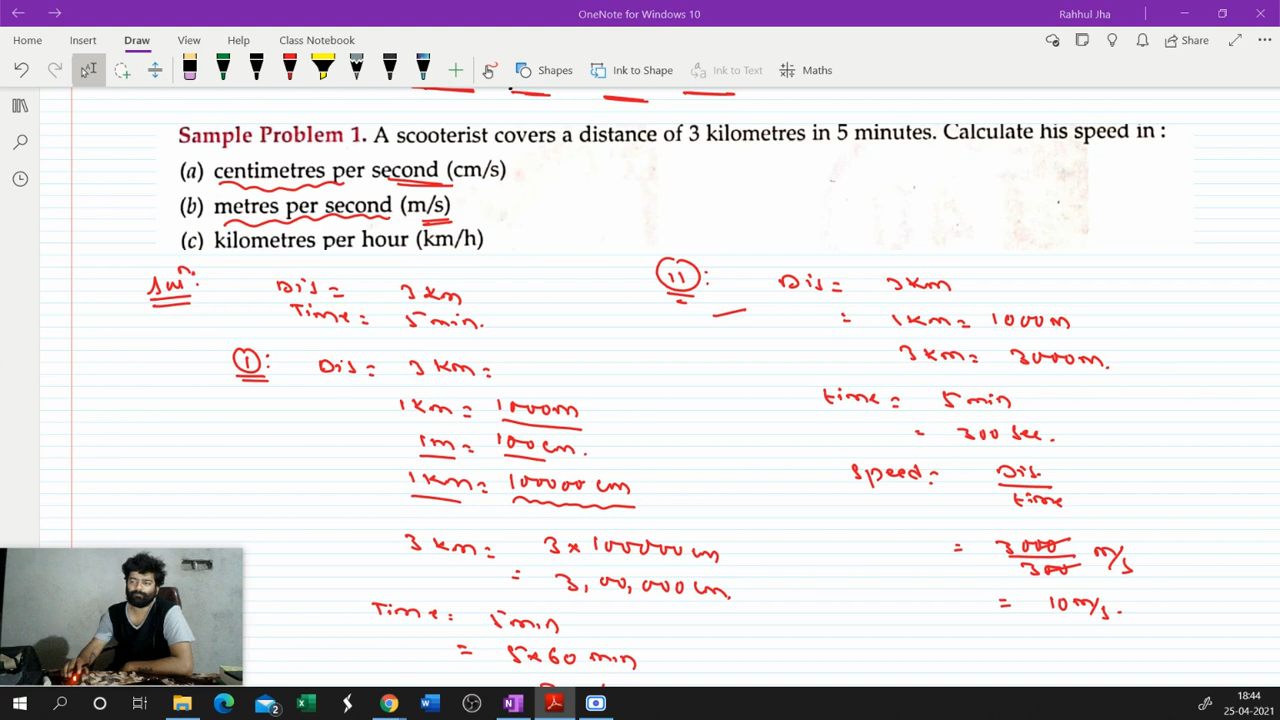 OneNote for Windows 10
Rahhul Jha
Home Insert Draw View Help Class Notebook
Share
Shapes Ink to Shape Ink to Text Maths
Sample Problem 1. A scooterist covers a distance of 3 kilometres in 5 minutes. Calculate his speed in :
(a) centimetres per second (cm/s)
(b) metres per second (m/s)
(c) kilometres per hour (km/h)
Dis = 3 km
Time = 5 min.
(1): Dis = 3 km =
1 km = 1000m
1m = 100 cm.
1 km = 100000 cm
3 km = 3 × 100000 cm
= 3,00,000 cm.
Time = 5 min
= 5×60 min
(11): Dis = 3 km
= 1 km = 1000m
3 km = 3000m.
time = 5 min
= 300 sec.
Speed = Dis.
time
= 3000
300 m/s
= 10 m/s.
18:44
25-04-2021
2